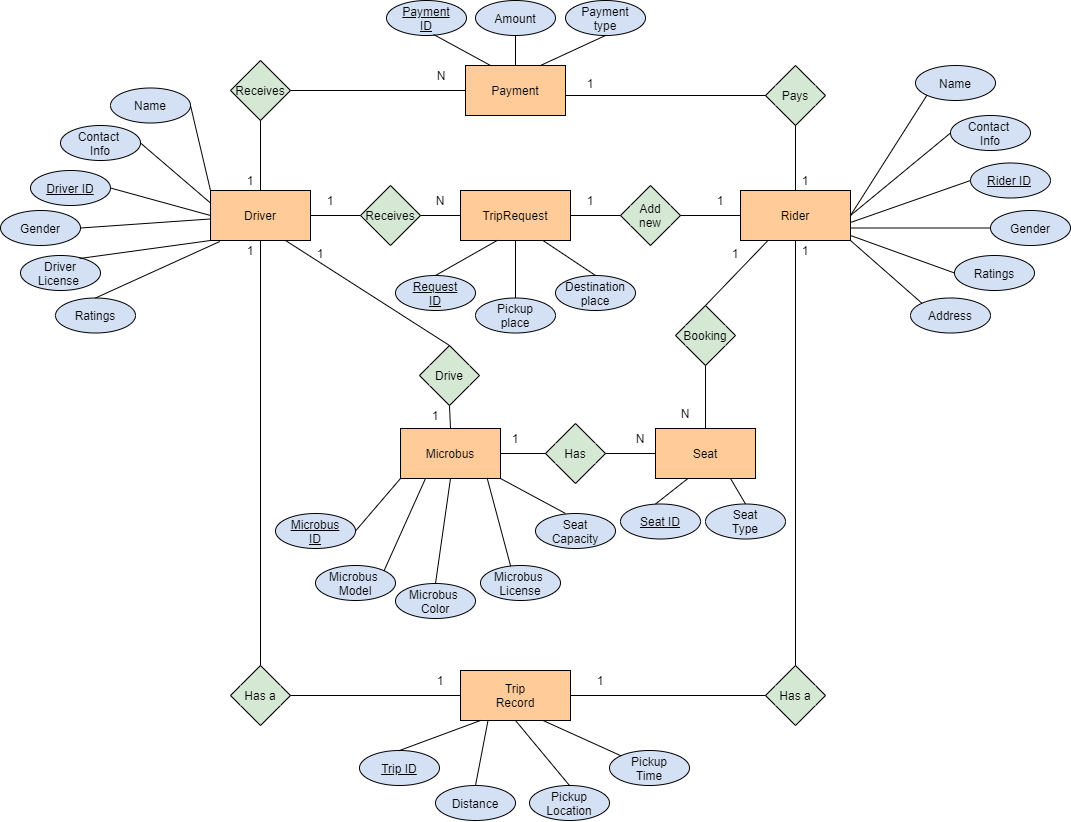 Payment
ID
Amount
Payment
type
N
1
Receives
Payment
Pays
Name
Name
Contact
Info
Contact
Info
Driver ID
1
1
Rider ID
Driver
1
Receives
N
TripRequest
1
Add
new
1
Rider
Gender
Gender
1
1
1
1
Driver
License
Request
ID
Destination
place
Ratings
Ratings
Pickup
place
Address
Booking
Drive
1
N
Microbus
1
Has
N
Seat
Microbus
ID
Seat
Capacity
Seat ID
Seat
Type
Microbus
Model
Microbus
Color
Microbus
License
1
1
Has a
Trip
Record
Has a
Trip ID
Pickup
Time
Distance
Pickup
Location